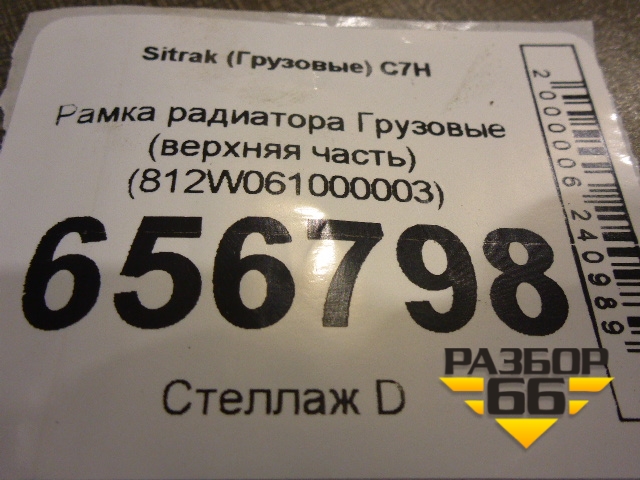 Sitrak (Грузовые) C7H
Рамка радиатора Грузовые
(верхняя часть)
(812W061000003)
656798
Стеллаж D
2000006240989
РАЗБОР
66